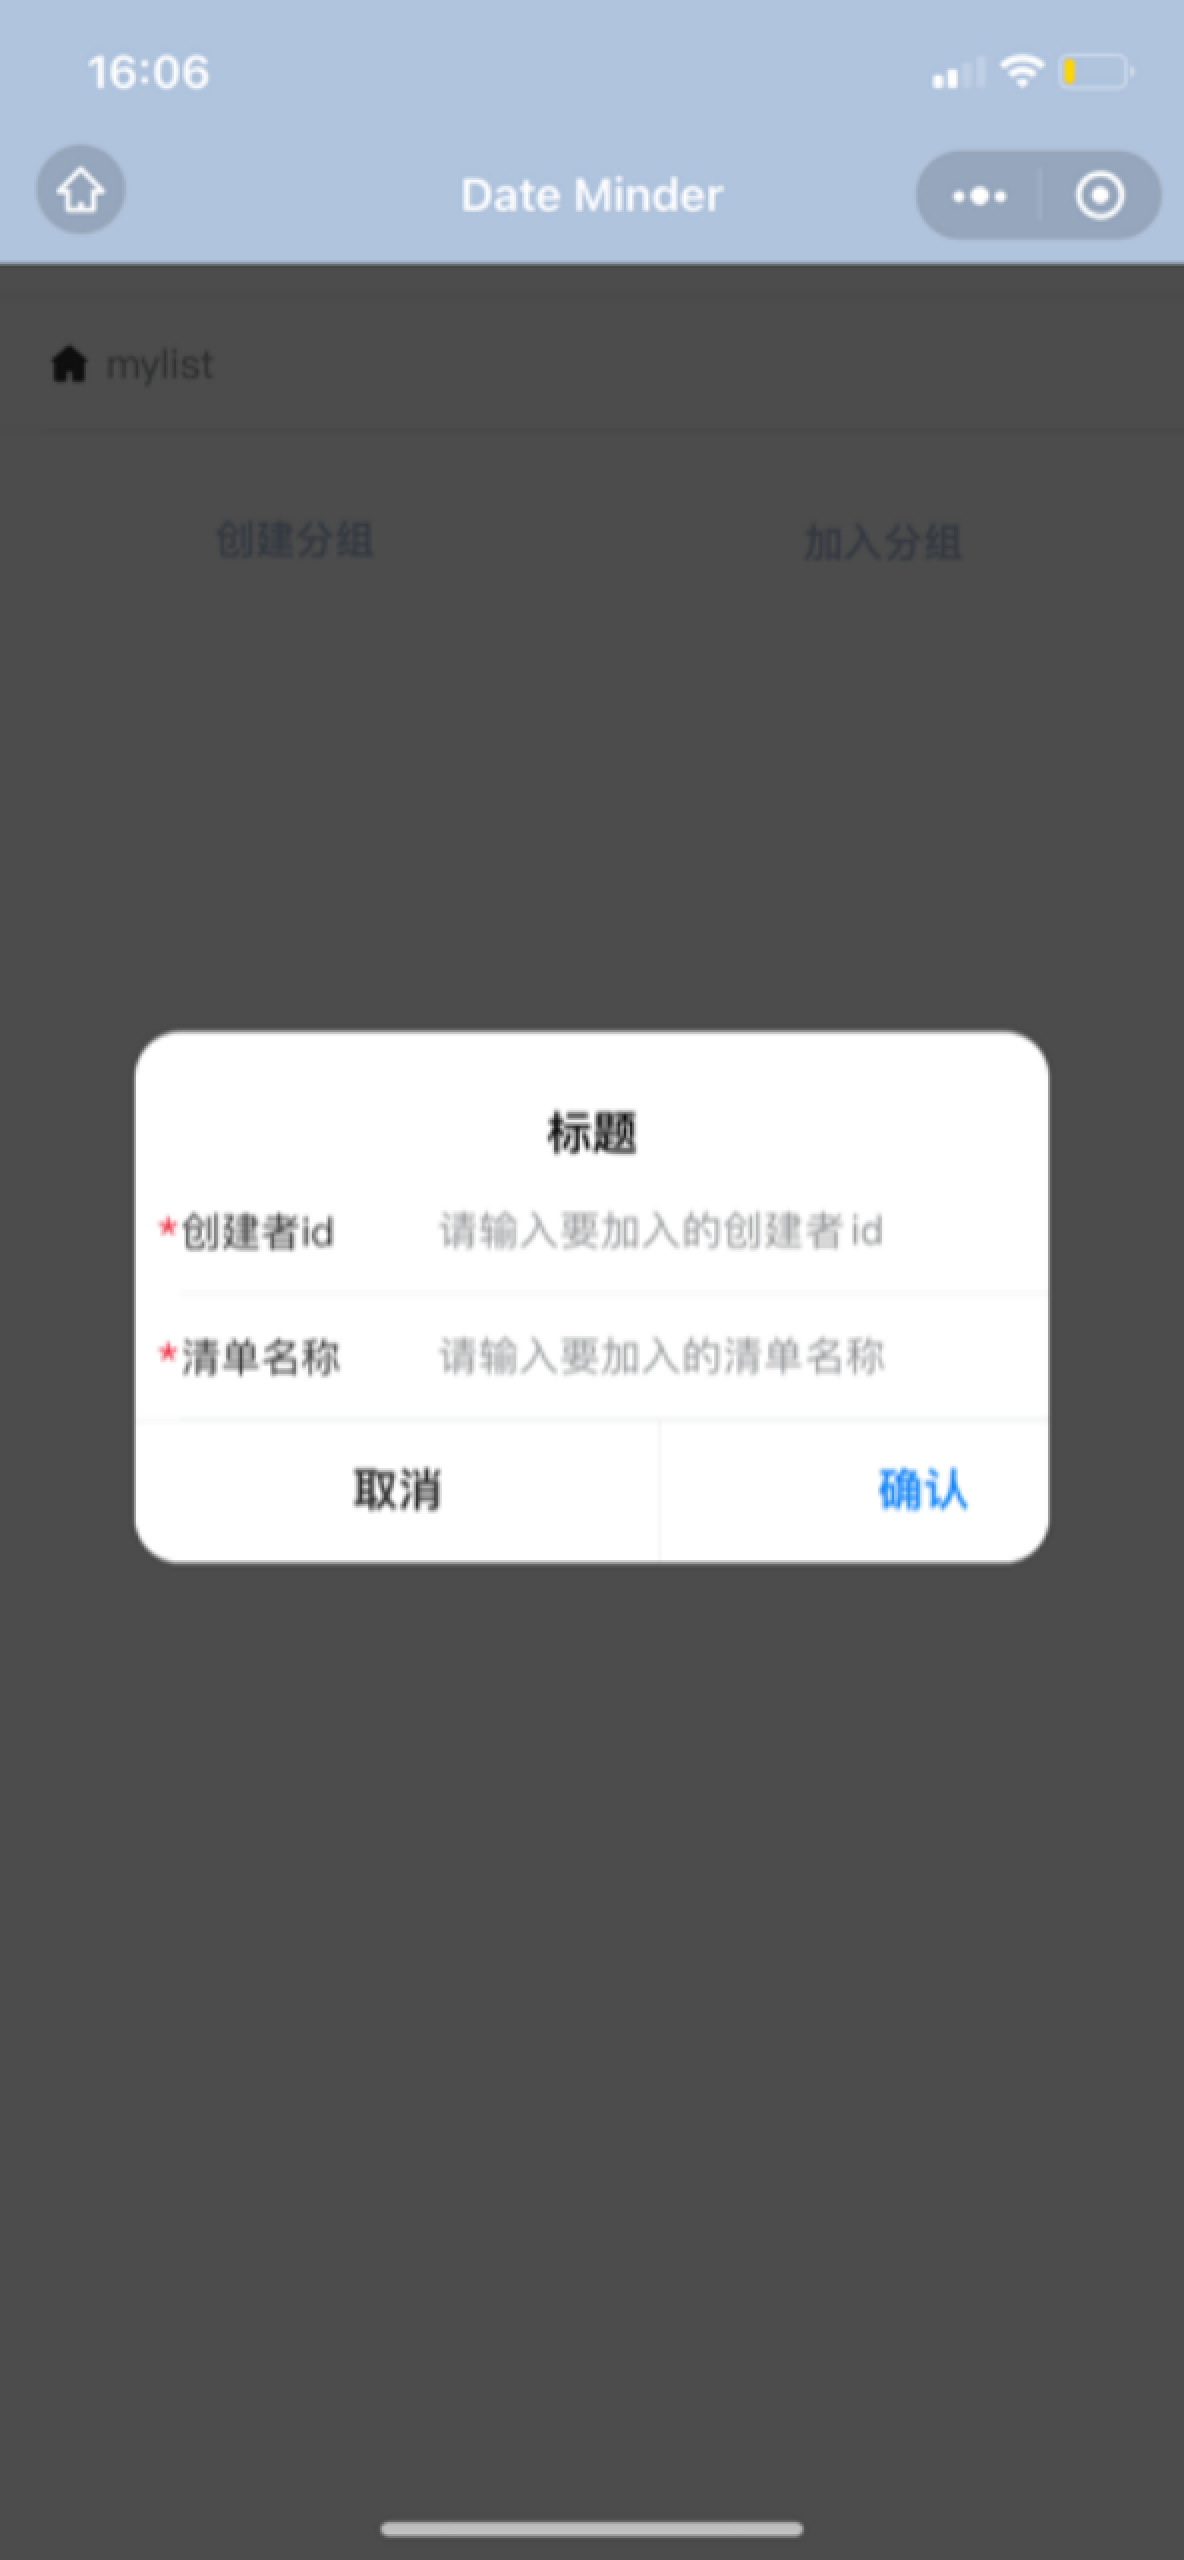 16:06
Date Minder
mylist
创建分组
加入分组
标题
*创建者id 请输入要加入的创建者id
*清单名称 请输入要加入的清单名称
取消
确认